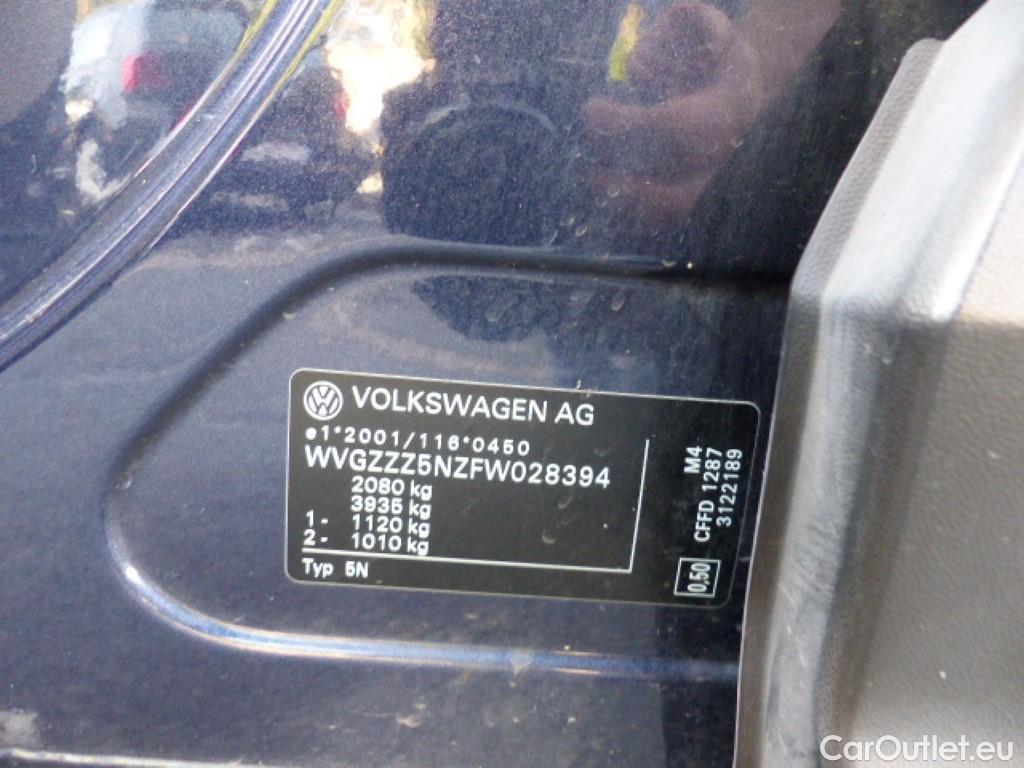 VOLKSWAGEN AG
e1*2001/116*0450
WVGZZZ5NZFW028394
2080 kg
3935 kg
1- 1120 kg
2- 1010 kg
Typ 5N
M4
CFFD 1287
3122189
0,50
CarOutlet.eu